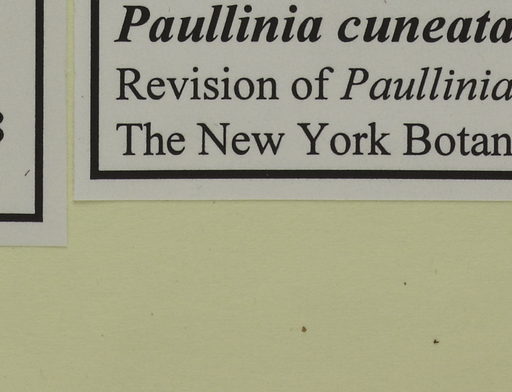 Paullinia cuneata
Revision of Paullinia
The New York Botan